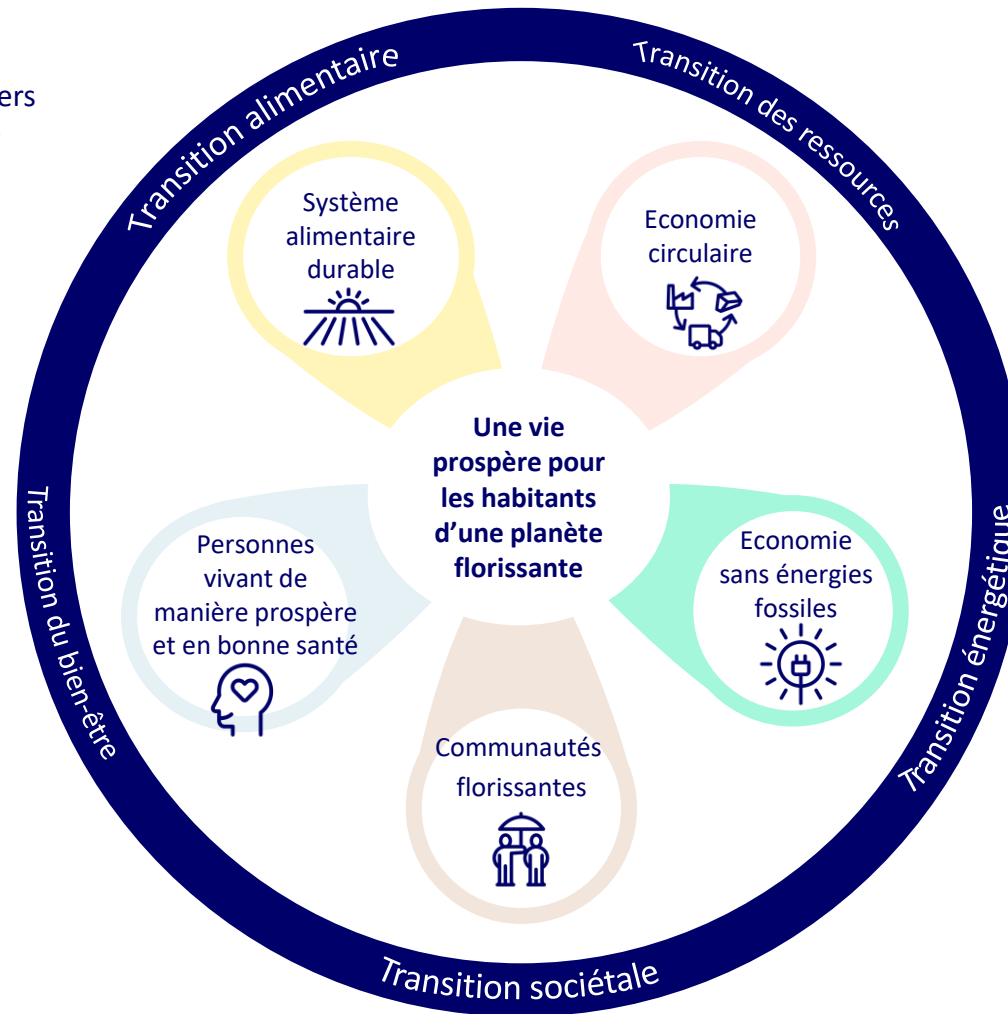 ers
Transition alimentaire
Transition des ressources
Système
alimentaire
durable
Economie
circulaire
Une vie
prospère pour
les habitants
d'une planète
florissante
Transition du bien-être
Personnes
vivant de
manière prospère
et en bonne santé
Economie
sans énergies
fossiles
Transition énergétique
Communautés
florissantes
Transition sociétale